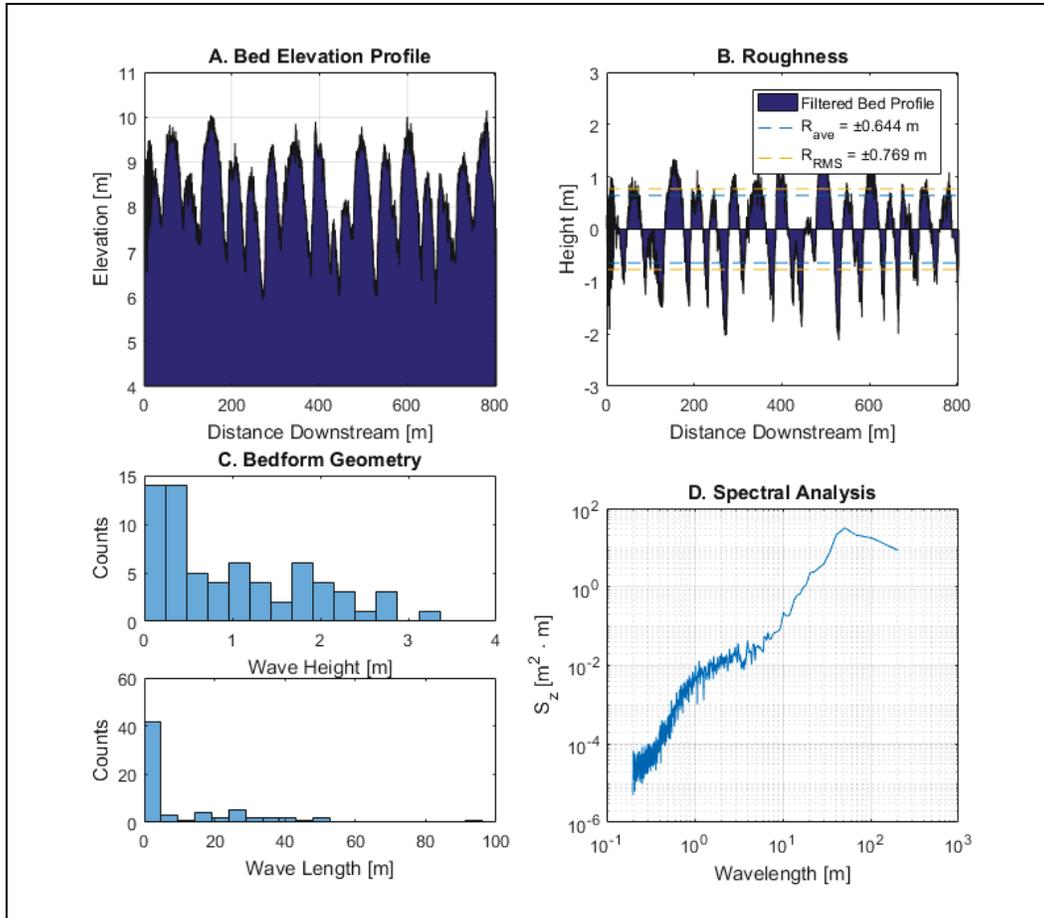 A. Bed Elevation Profile
11
10
9
8
7
6
5
4
Elevation [m]
0 200 400 600 800
Distance Downstream [m]
B. Roughness
3
2
1
0
-1
-2
-3
Height [m]
Filtered Bed Profile
R_ave = ±0.644 m
R_RMS = ±0.769 m
0 200 400 600 800
Distance Downstream [m]
C. Bedform Geometry
15
10
5
0
Counts
0 1 2 3 4
Wave Height [m]
60
40
20
0
Counts
0 20 40 60 80 100
Wave Length [m]
D. Spectral Analysis
10^2
10^0
10^-2
10^-4
10^-6
S_z [m^2 · m]
10^-1 10^0 10^1 10^2 10^3
Wavelength [m]